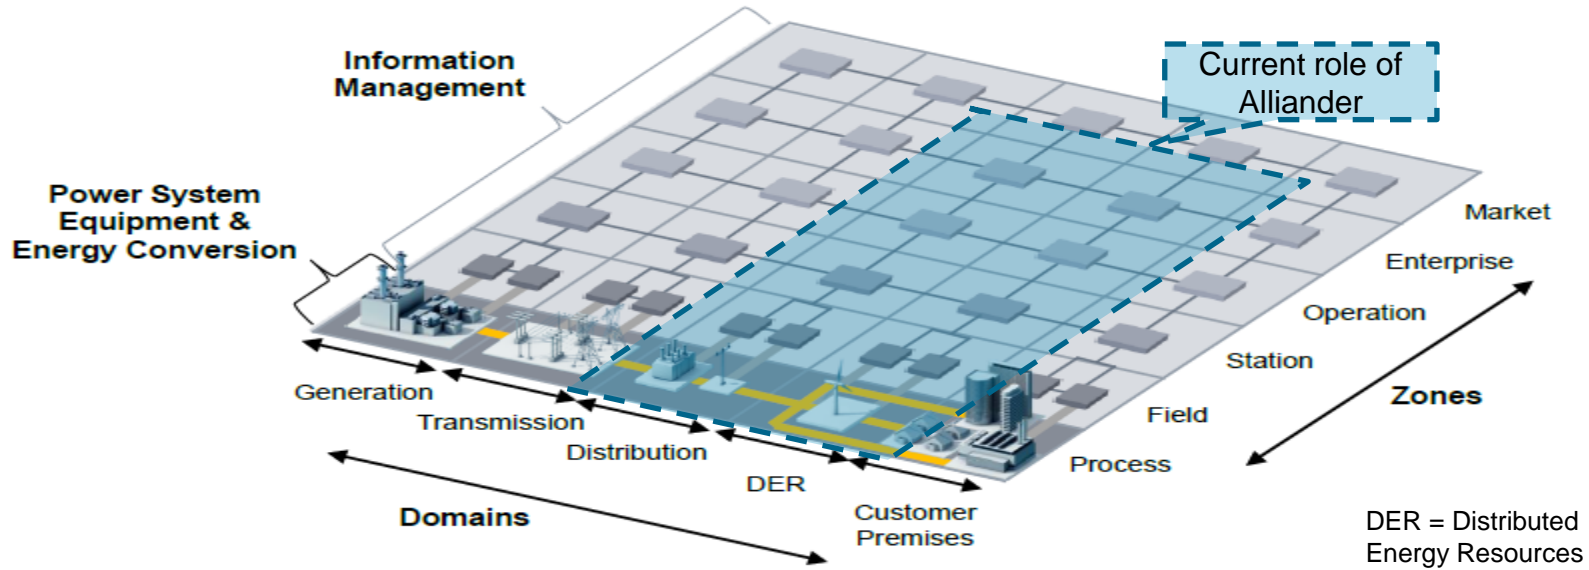 Information
Management
Current role of
Alliander
Power System
Equipment &
Energy Conversion
Market
Enterprise
Operation
Station
Field
Process
Zones
Generation
Transmission
Distribution
DER
Customer
Premises
Domains
DER = Distributed
Energy Resources